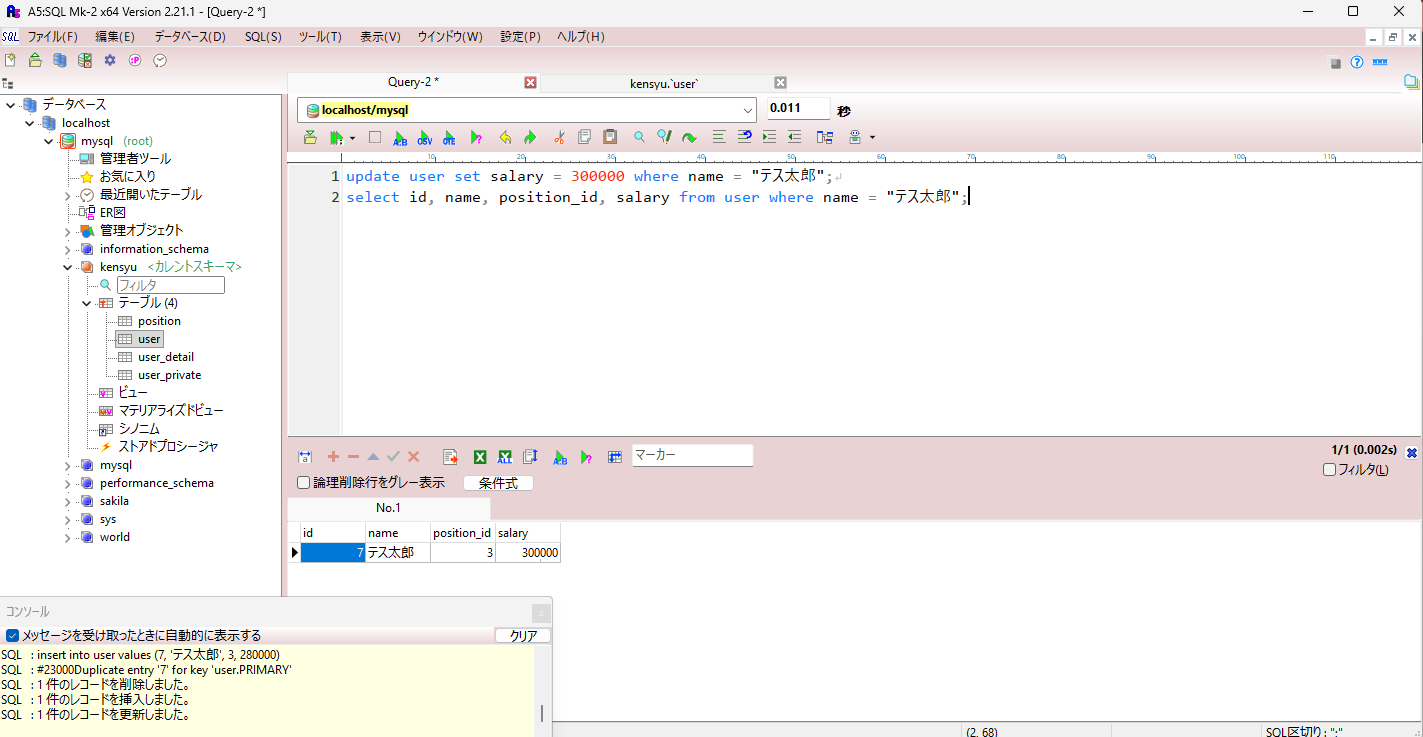 A5:SQL Mk-2 x64 Version 2.21.1 - [Query-2 *]
SQL ファイル(F) 編集(E) データベース(D) SQL(S) ツール(T) 表示(V) ウインドウ(W) 設定(P) ヘルプ(H)
Query-2 * kensyu.`user`
localhost/mysql 0.011 秒
10 20 30 40 50 60 70 80 90 100 110
1 update user set salary = 300000 where name = "テス太郎";
2 select id, name, position_id, salary from user where name = "テス太郎";
データベース
localhost
mysql (root)
管理者ツール
お気に入り
最近開いたテーブル
ER図
管理オブジェクト
information_schema
kensyu <カレントスキーマ>
フィルタ
テーブル (4)
position
user
user_detail
user_private
ビュー
マテリアライズドビュー
シノニム
ストアドプロシージャ
mysql
performance_schema
sakila
sys
world
マーカー
1/1 (0.002s)
論理削除行をグレー表示 条件式
フィルタ(L)
No.1
id name position_id salary
7 テス太郎 3 300000
コンソール
メッセージを受け取ったときに自動的に表示する クリア
SQL : insert into user values (7, 'テス太郎', 3, 280000)
SQL : #23000Duplicate entry '7' for key 'user.PRIMARY'
SQL : 1 件のレコードを削除しました。
SQL : 1 件のレコードを挿入しました。
SQL : 1 件のレコードを更新しました。
(2, 68) SQL区切り : ";"